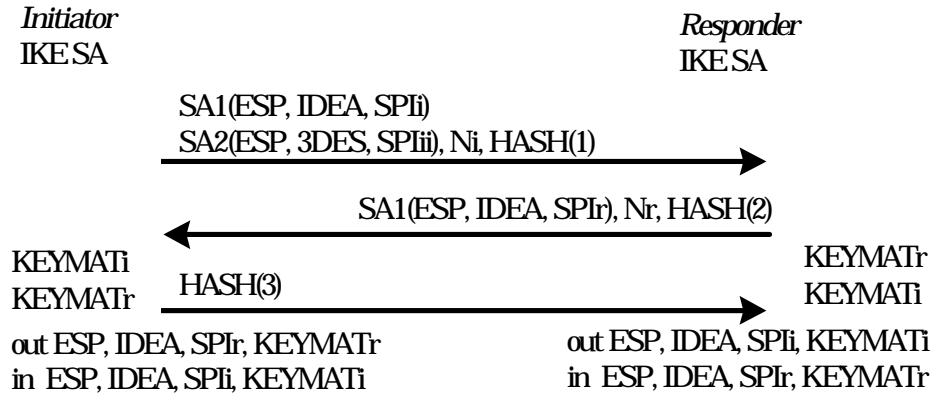 Initiator
IKE SA
Responder
IKE SA
SA1(ESP, IDEA, SPIi)
SA2(ESP, 3DES, SPIii), Ni, HASH(1)
SA1(ESP, IDEA, SPIr), Nr, HASH(2)
KEYMATi
KEYMATr
HASH(3)
KEYMATr
KEYMATi
out ESP, IDEA, SPIr, KEYMATr
in ESP, IDEA, SPIi, KEYMATi
out ESP, IDEA, SPIi, KEYMATi
in ESP, IDEA, SPIr, KEYMATr